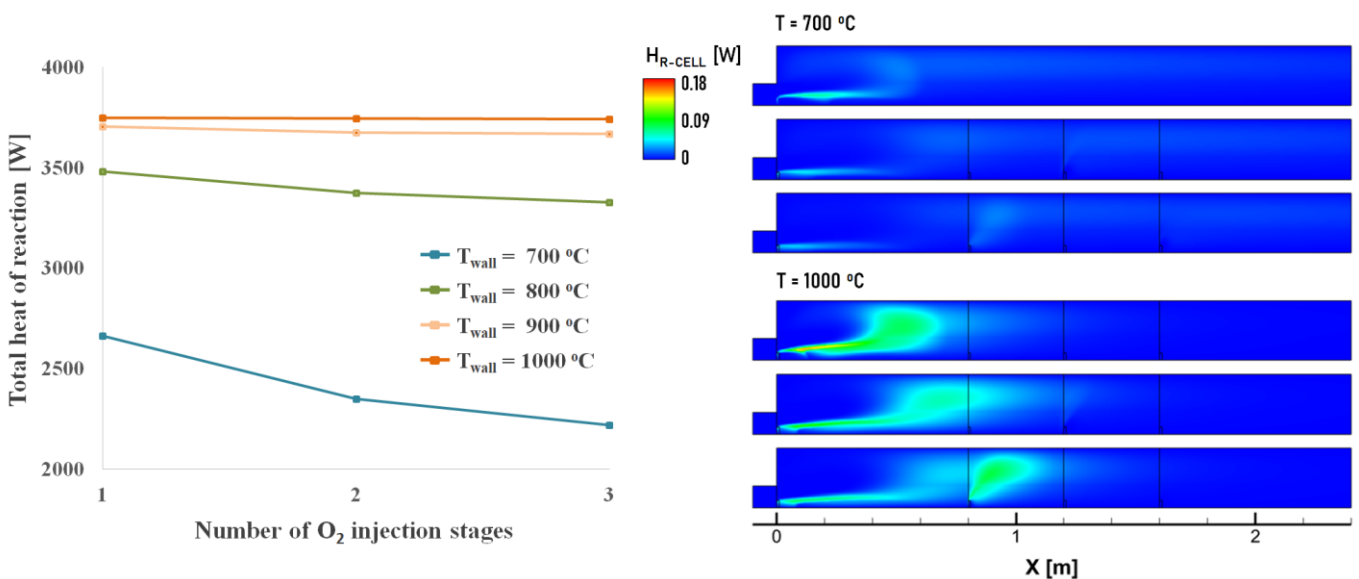 4000
3500
3000
2500
2000
1
2
3
Total heat of reaction [W]
Number of O₂ injection stages
T_wall = 700 ºC
T_wall = 800 ºC
T_wall = 900 ºC
T_wall = 1000 ºC
H_R-CELL [W]
0.18
0.09
0
T = 700 ºC
T = 1000 ºC
0
1
2
X [m]